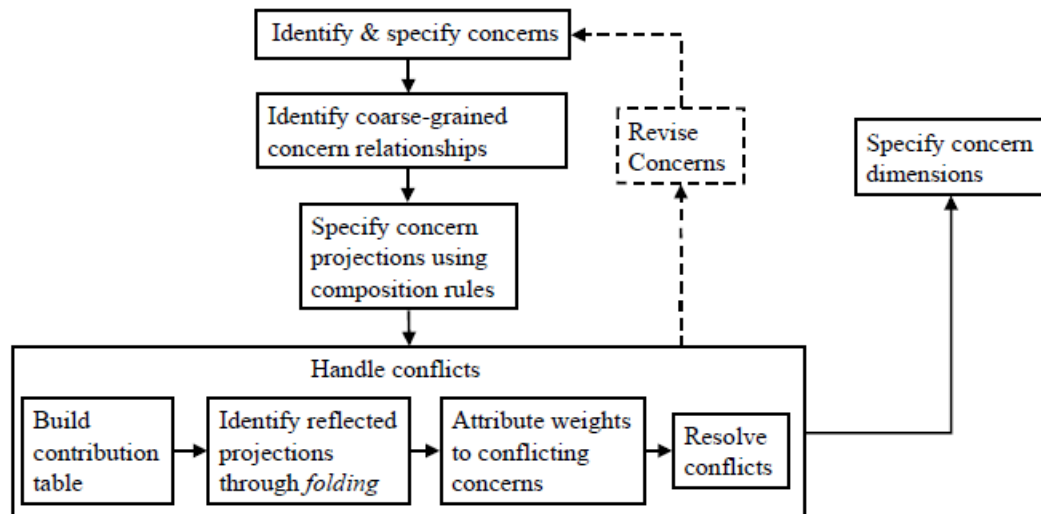 Identify & specify concerns
Identify coarse-grained
concern relationships
Revise
Concerns
Specify concern
dimensions
Specify concern
projections using
composition rules
Handle conflicts
Build
contribution
table
Identify reflected
projections
through folding
Attribute weights
to conflicting
concerns
Resolve
conflicts